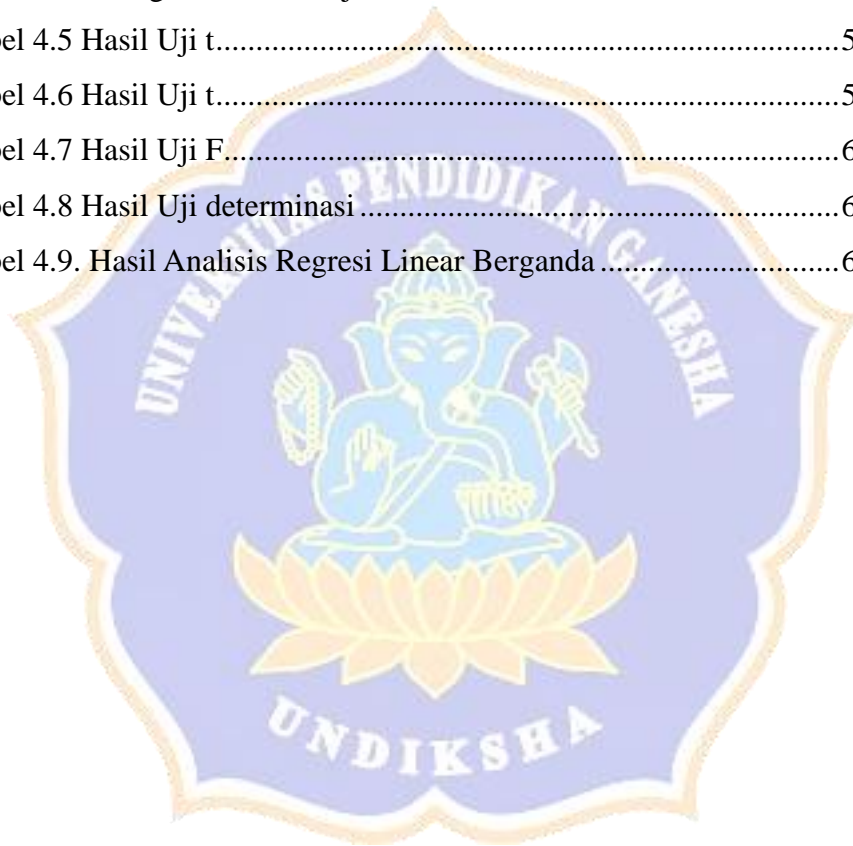 bel 4.5 Hasil Uji t....................................................................................5
bel 4.6 Hasil Uji t....................................................................................5
bel 4.7 Hasil Uji F...................................................................................6
bel 4.8 Hasil Uji determinasi..................................................................6
bel 4.9. Hasil Analisis Regresi Linear Berganda....................................6
UNIVERSITAS PENDIDIKAN GANESHA
UNDIKSHA